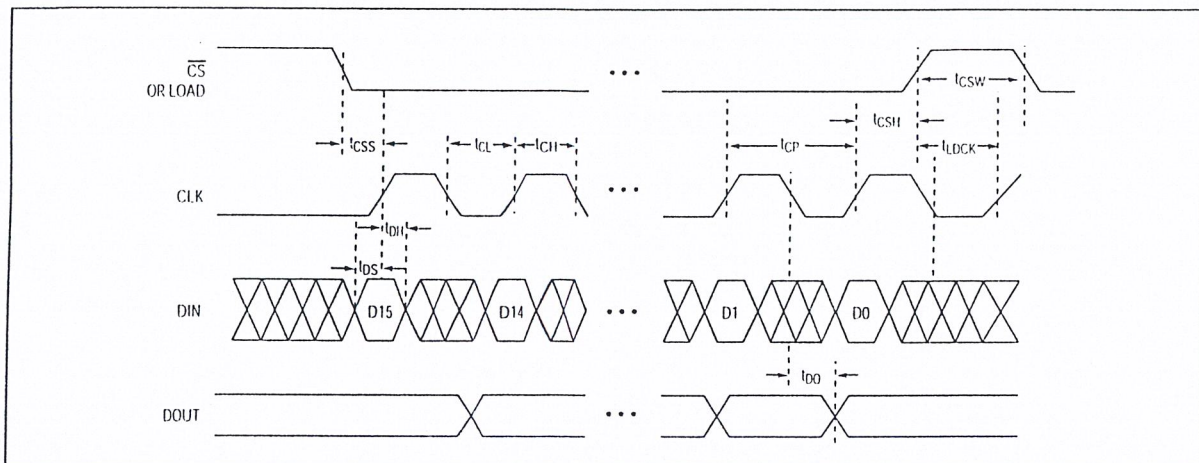 CS
OR LOAD
•••
tCSW
tCSH
tCSS
tCL
tCH
tCP
tLDCK
CLK
•••
tDH
tDS
DIN
D15
D14
•••
D1
D0
tDO
DOUT
•••